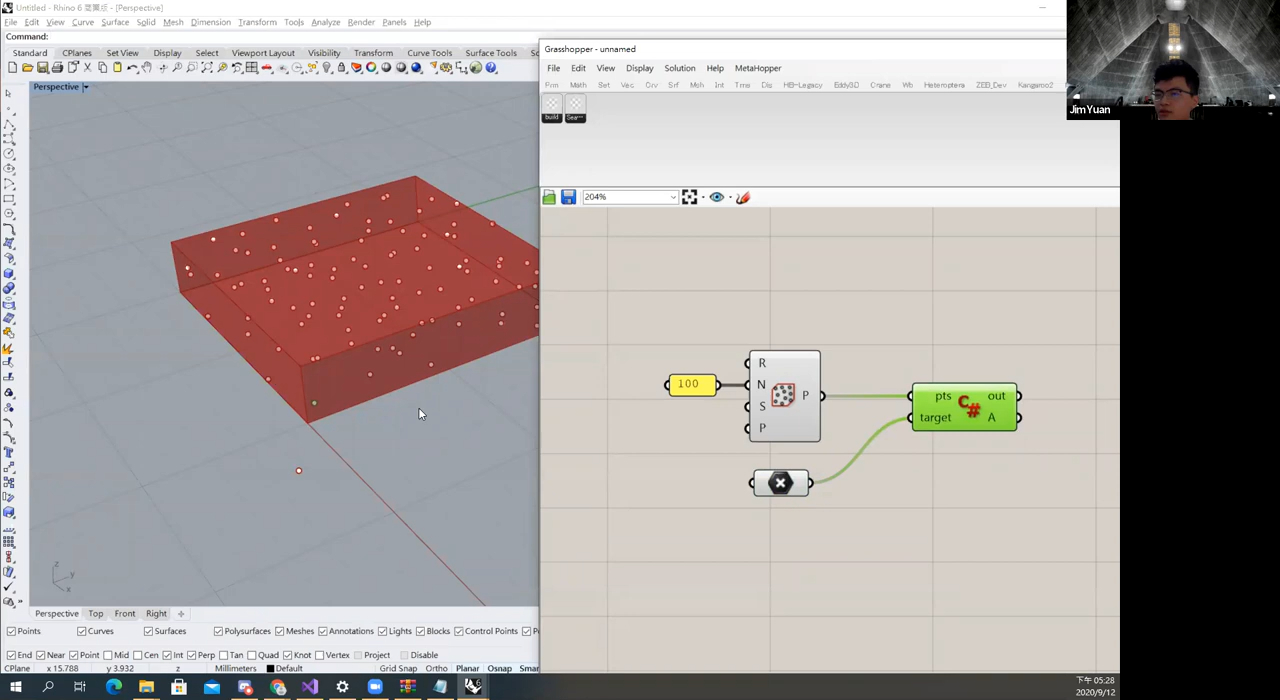 Untitled - Rhino 6 商業版 - [Perspective]
File Edit View Curve Surface Solid Mesh Dimension Transform Tools Analyze Render Panels Help
Command:
Standard CPlanes Set View Display Select Viewport Layout Visibility Transform Curve Tools Surface Tools
Perspective
Grasshopper - unnamed
File Edit View Display Solution Help MetaHopper
Prm Math Set Vec Crv Srf Msh Int Trns Dis HB-Legacy Eddy3D Crane Wb Heteroptera ZEB_Dev Kangaroo2
build
204%
JimYuan
100
R
N
S
P
P
pts
target
out
A
C#
z
y
x
Perspective Top Front Right
Points Curves Surfaces Polysurfaces Meshes Annotations Lights Blocks Control Points
End Near Point Mid Cen Int Perp Tan Quad Knot Vertex Project Disable
CPlane x 15.788 y 3.932 z Millimeters Default Grid Snap Ortho Planar Osnap
下午 05:28
2020/9/12